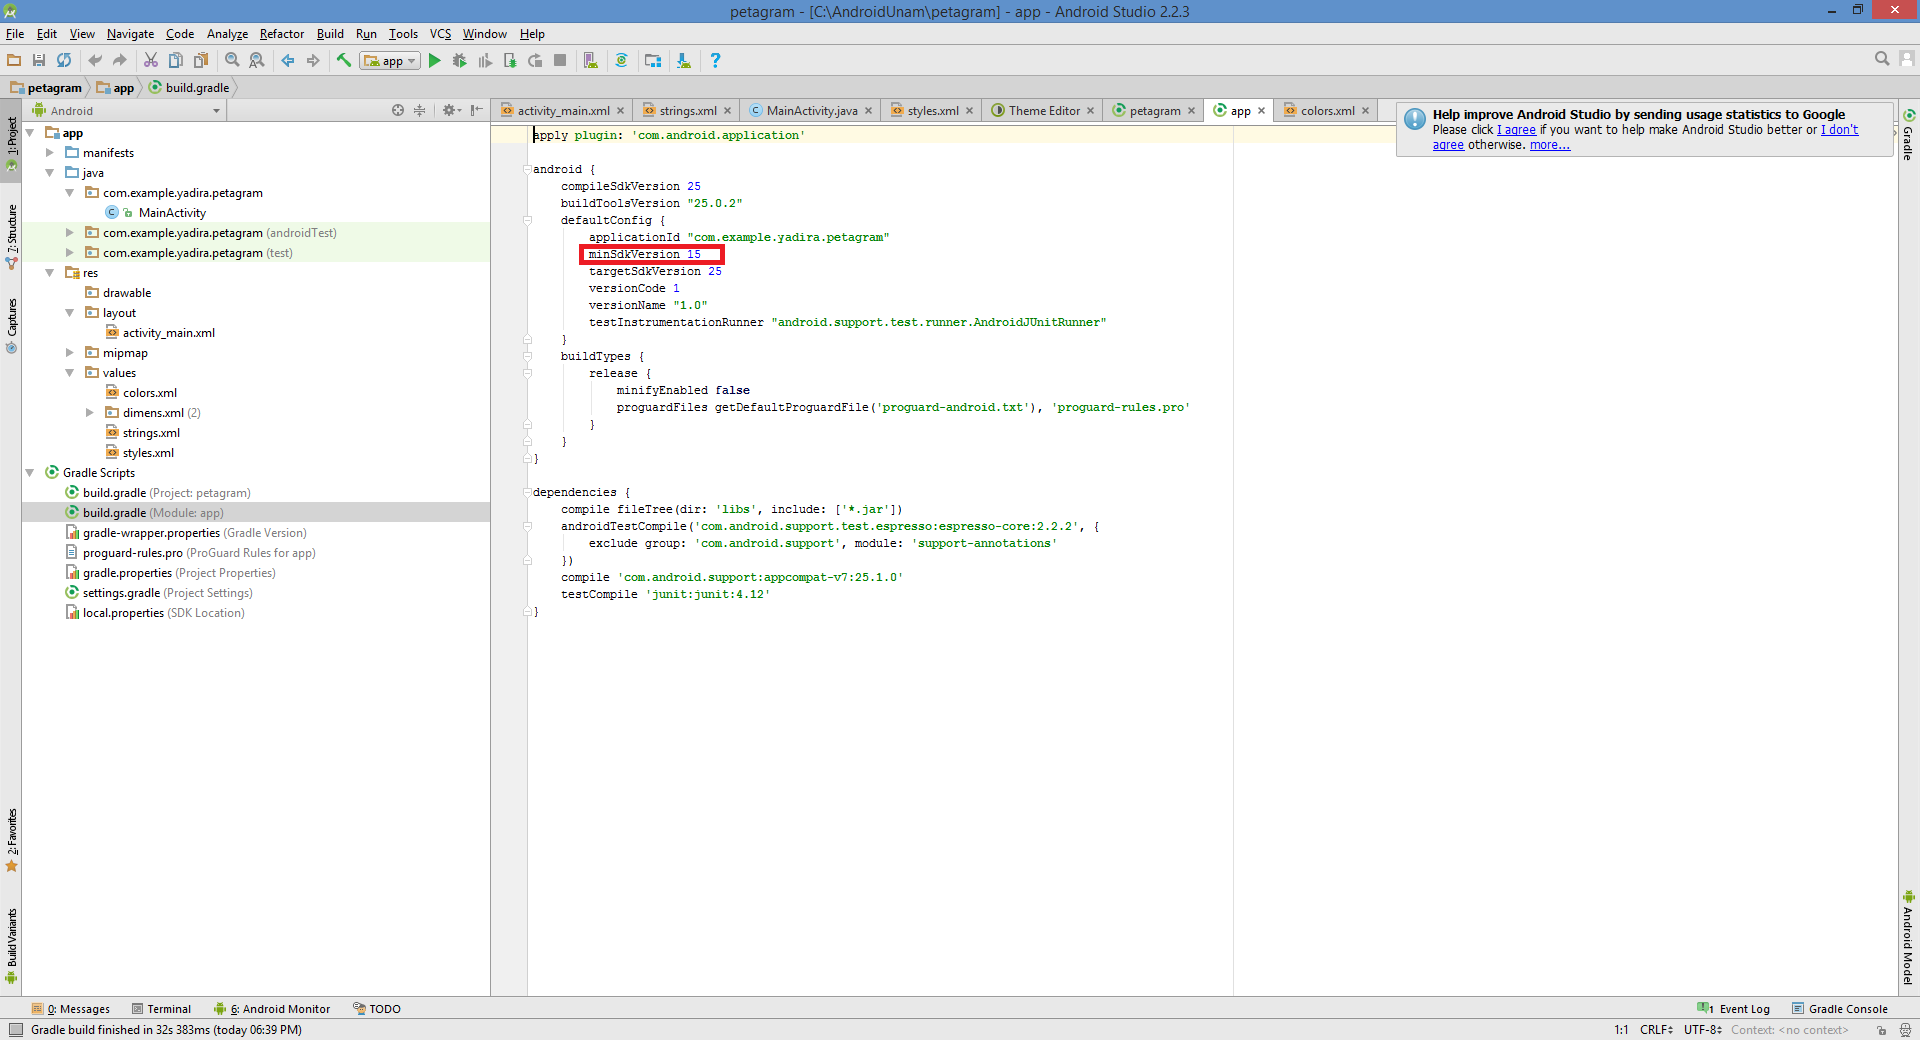 petagram - [C:\AndroidUnam\petagram] - app - Android Studio 2.2.3
File Edit View Navigate Code Analyze Refactor Build Run Tools VCS Window Help
app
petagram app build.gradle
Android
activity_main.xml strings.xml MainActivity.java styles.xml Theme Editor petagram app colors.xml
Help improve Android Studio by sending usage statistics to Google
Please click I agree if you want to help make Android Studio better or I don't
agree otherwise. more...
1: Project
7: Structure
Captures
2: Favorites
Build Variants
app
manifests
java
com.example.yadira.petagram
MainActivity
com.example.yadira.petagram (androidTest)
com.example.yadira.petagram (test)
res
drawable
layout
activity_main.xml
mipmap
values
colors.xml
dimens.xml (2)
strings.xml
styles.xml
Gradle Scripts
build.gradle (Project: petagram)
build.gradle (Module: app)
gradle-wrapper.properties (Gradle Version)
proguard-rules.pro (ProGuard Rules for app)
gradle.properties (Project Properties)
settings.gradle (Project Settings)
local.properties (SDK Location)
apply plugin: 'com.android.application'
android {
compileSdkVersion 25
buildToolsVersion "25.0.2"
defaultConfig {
applicationId "com.example.yadira.petagram"
minSdkVersion 15
targetSdkVersion 25
versionCode 1
versionName "1.0"
testInstrumentationRunner "android.support.test.runner.AndroidJUnitRunner"
}
buildTypes {
release {
minifyEnabled false
proguardFiles getDefaultProguardFile('proguard-android.txt'), 'proguard-rules.pro'
}
}
}
dependencies {
compile fileTree(dir: 'libs', include: ['*.jar'])
androidTestCompile('com.android.support.test.espresso:espresso-core:2.2.2', {
exclude group: 'com.android.support', module: 'support-annotations'
})
compile 'com.android.support:appcompat-v7:25.1.0'
testCompile 'junit:junit:4.12'
}
Gradle
Android Model
0: Messages Terminal 6: Android Monitor TODO 1 Event Log Gradle Console
Gradle build finished in 32s 383ms (today 06:39 PM) 1:1 CRLF UTF-8 Context: <no context>